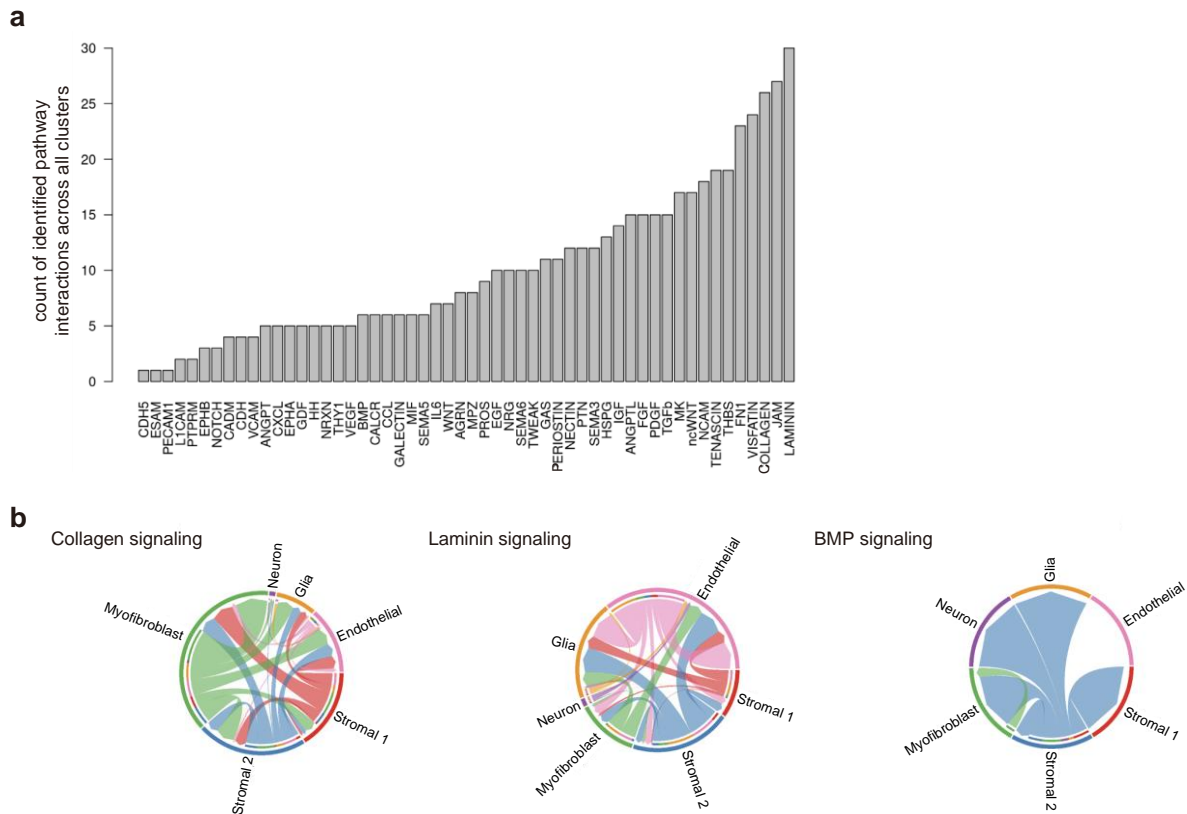 a
count of identified pathway
interactions across all clusters
30
25
20
15
10
5
0
CDH5
ESAM
PECAM1
L1CAM
PTPRM
EPHB
NOTCH
CADM
CDH
VCAM
ANGPT
CXCL
EPHA
GDF
HH
NRXN
THY1
VEGF
BMP
CALCR
CCL
GALECTIN
MIF
SEMA5
IL6
WNT
AGRN
MPZ
PROS
EGF
NRG
SEMA6
TWEAK
GAS
PERIOSTIN
NECTIN
PTN
SEMA3
HSPG
IGF
ANGPTL
FGF
PDGF
TGFb
MK
ncWNT
NCAM
TENASCIN
THBS
FN1
VISFATIN
COLLAGEN
JAM
LAMININ
b
Collagen signaling
Neuron
Glia
Myofibroblast
Endothelial
Stromal 1
Stromal 2
Laminin signaling
Endothelial
Glia
Neuron
Stromal 1
Myofibroblast
Stromal 2
BMP signaling
Glia
Neuron
Endothelial
Myofibroblast
Stromal 1
Stromal 2